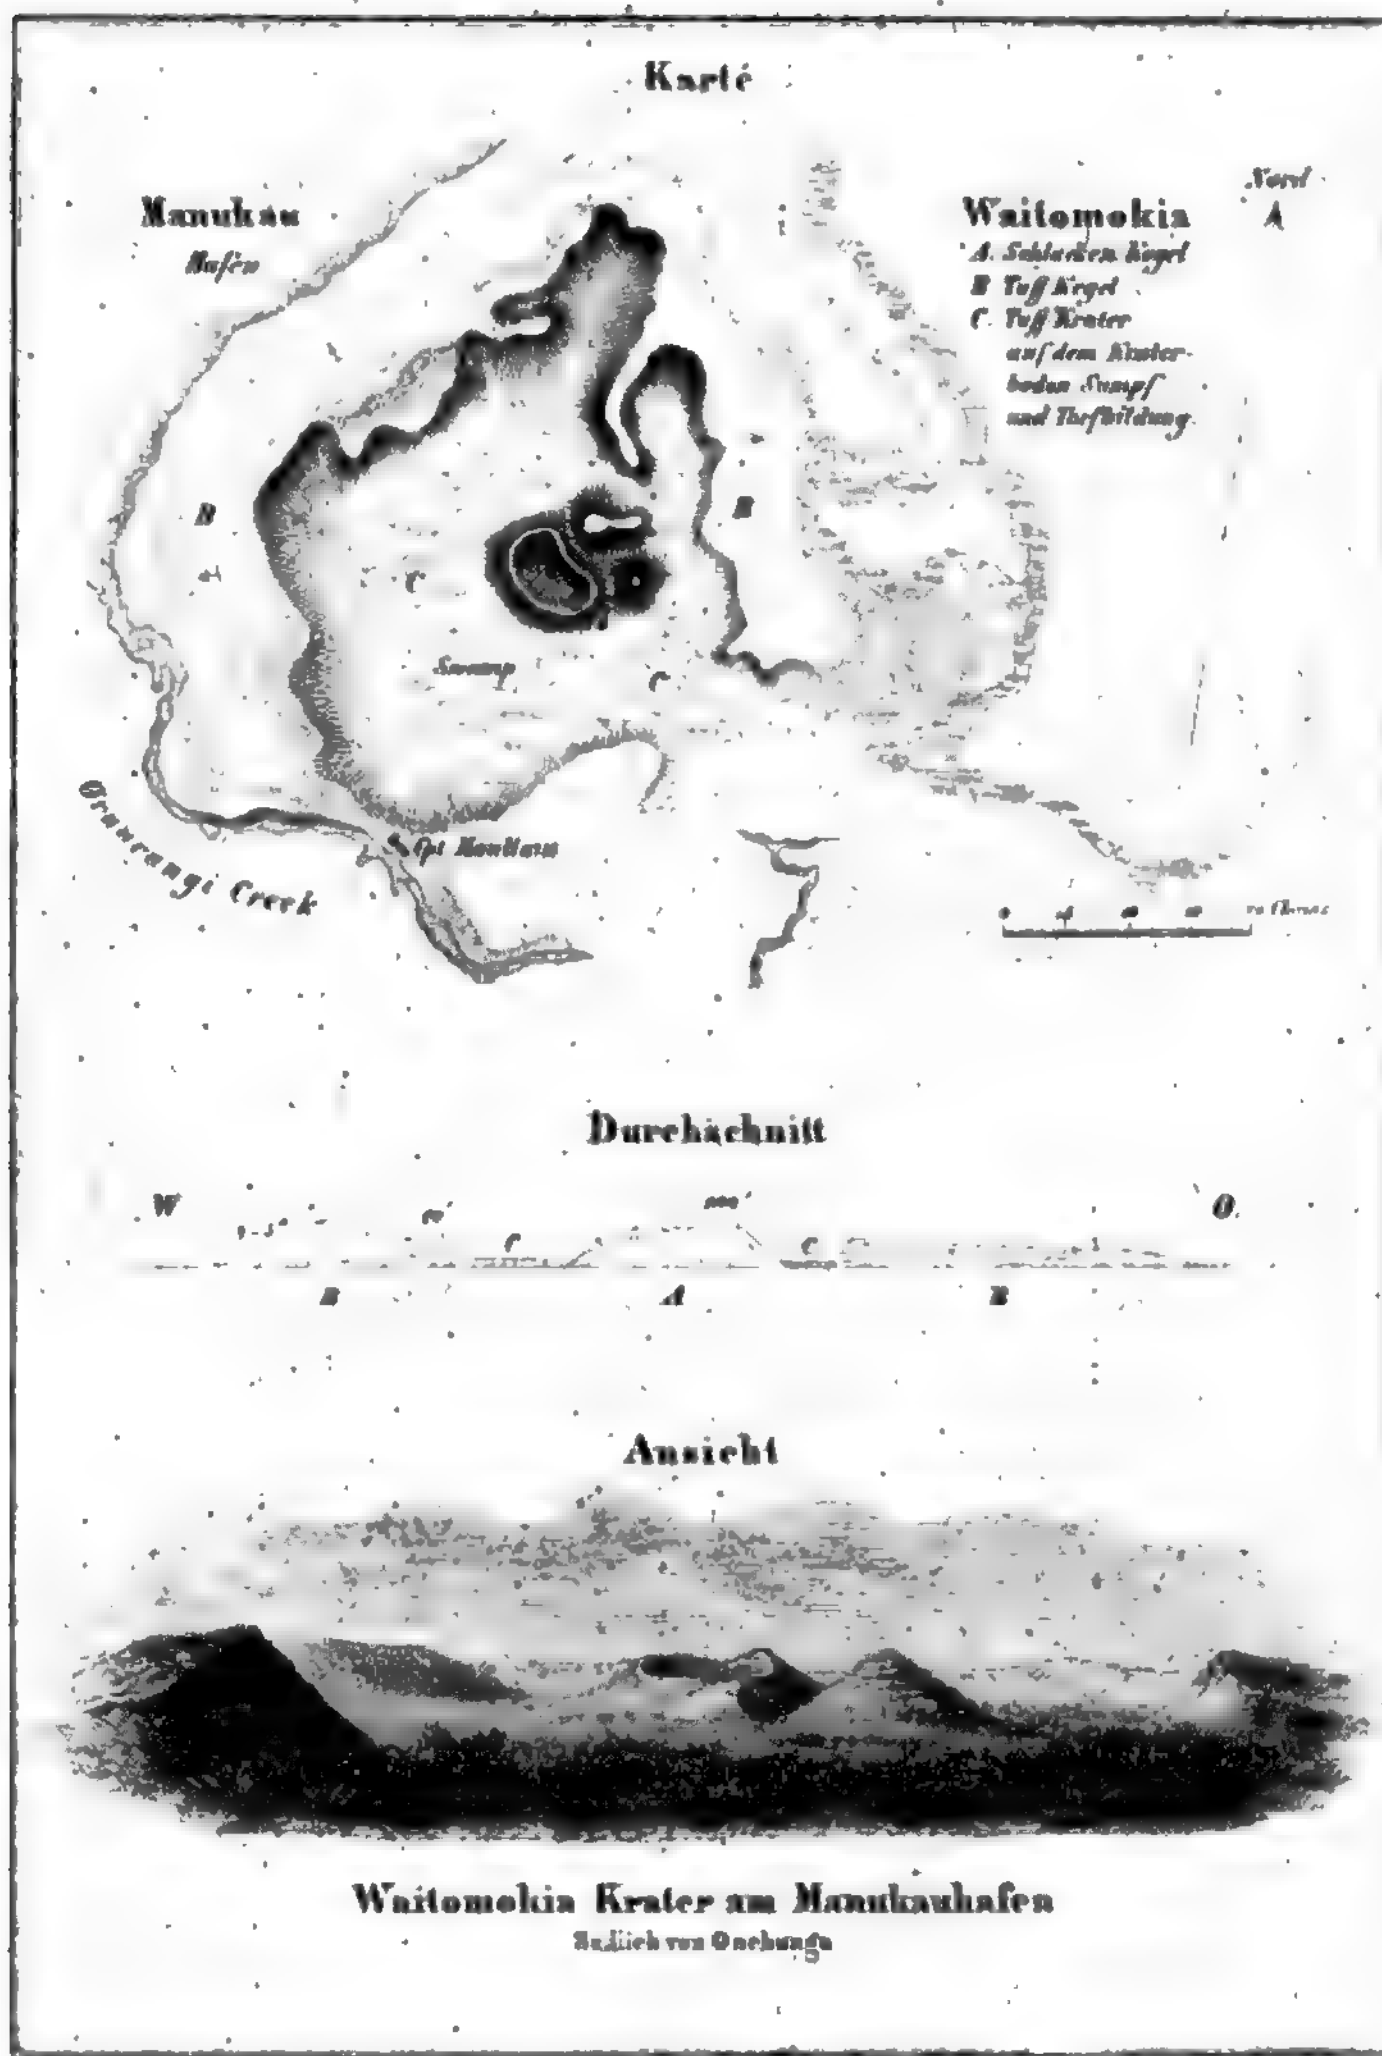 Karte
Manukau
Hafen
Waitomokia
Nord
A. Schlacken Kegel
B Tuff Kegel
C. Tuff Krater
auf dem Krater-
boden Sumpf
und Torfbildung.
B
B
C
Swamp
C
Cpt
Creek
Durchschnitt
W
O.
C
C
B
A
B
Ansicht
Waitomokia Krater am Manukauhafen
Südlich von Onehunga